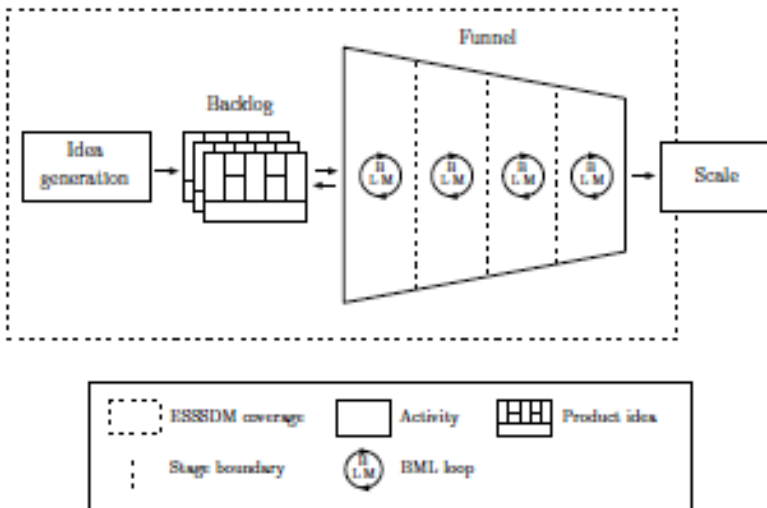 Funnel
Backlog
Idea
generation
B
L M
B
L M
B
L M
B
L M
Scale
ESSSDM coverage
Activity
Product idea
Stage boundary
B
L M
BML loop